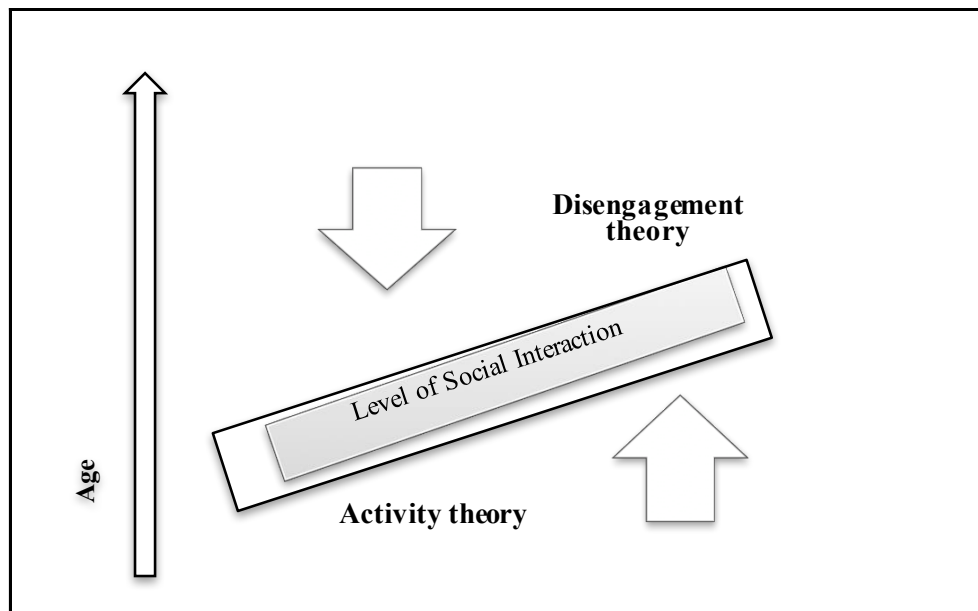 Disengagement
theory
Level of Social Interaction
Age
Activity theory